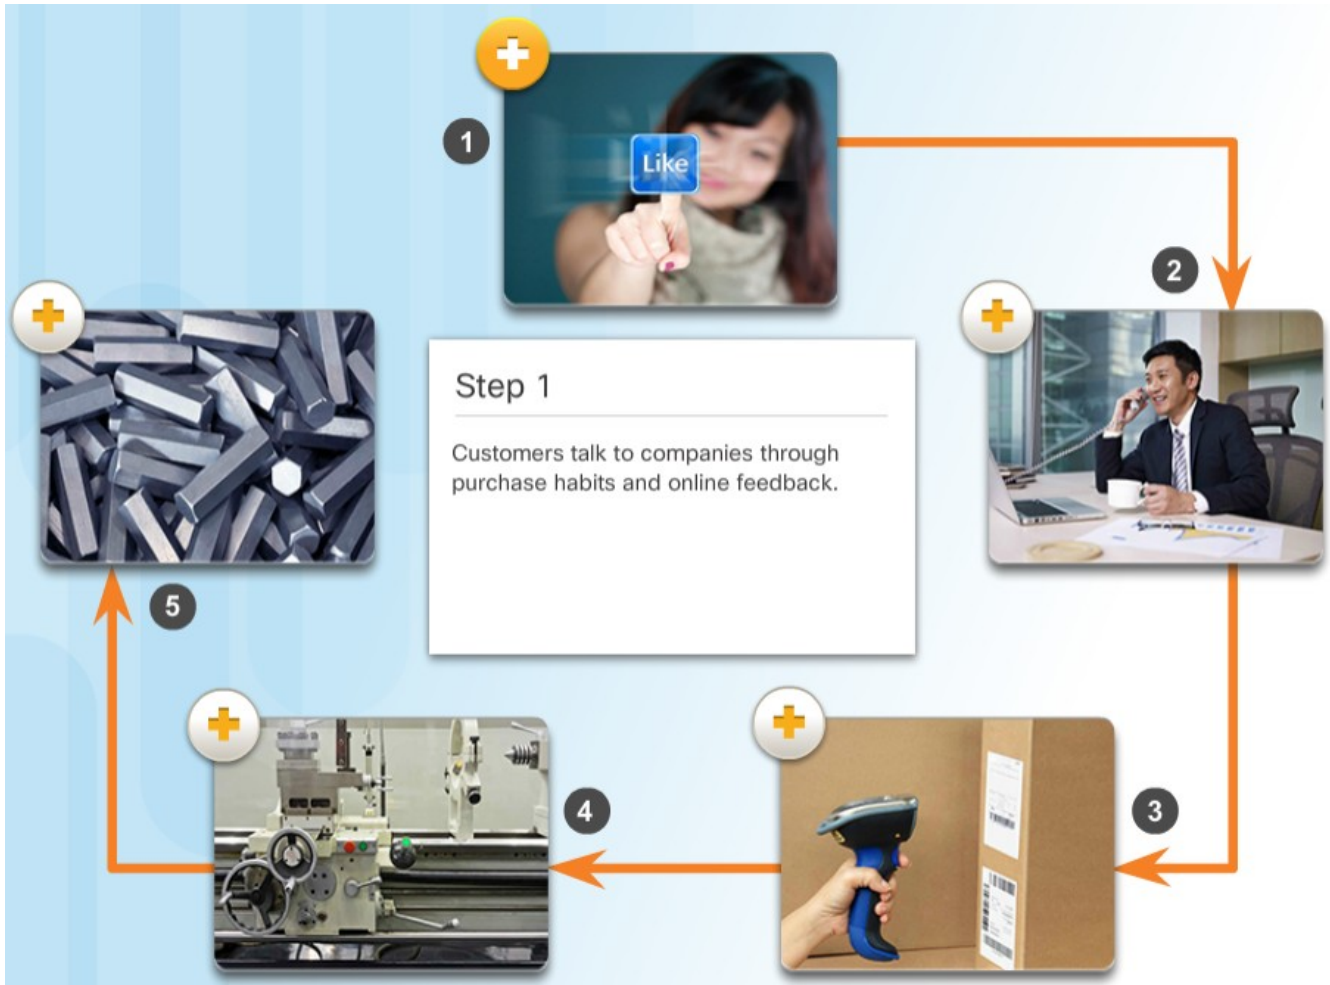 1
Like
2
Step 1
Customers talk to companies through
purchase habits and online feedback.
5
4
3